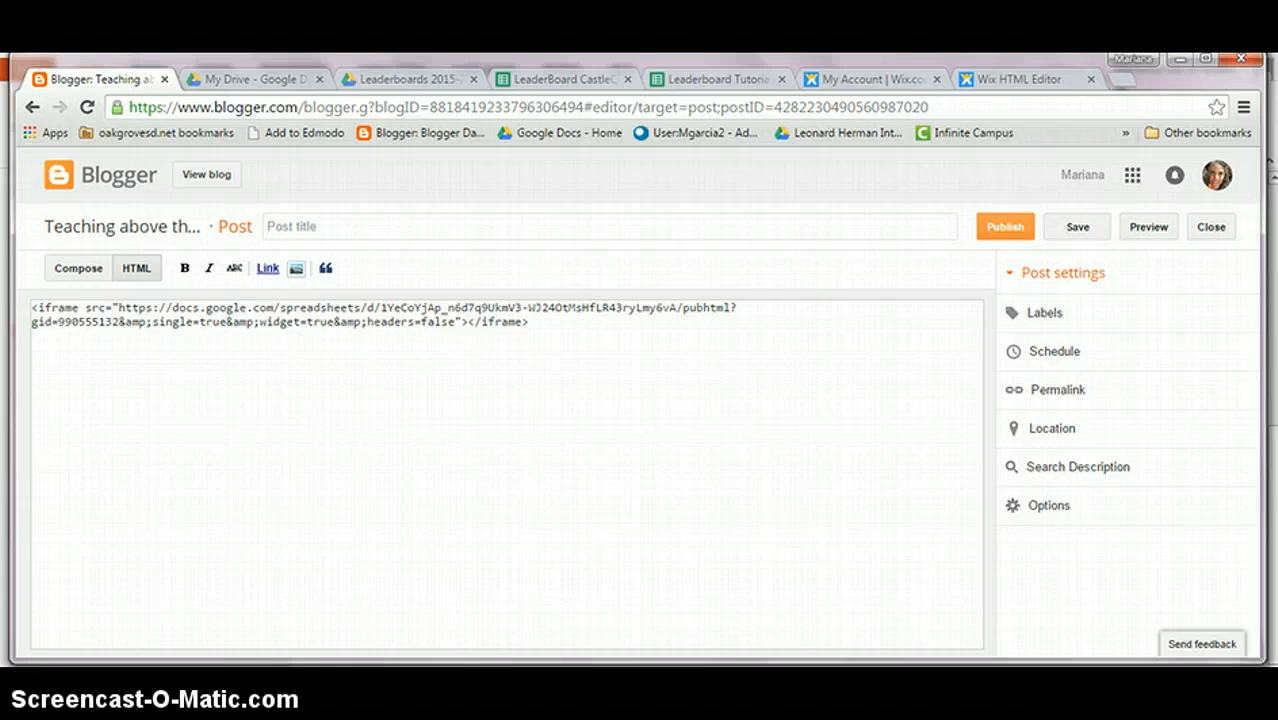 Mariana
Blogger: Teaching ab
My Drive - Google D
Leaderboards 2015-
LeaderBoard CastleC
Leaderboard Tutoria
My Account | Wix.co
Wix HTML Editor
https://www.blogger.com/blogger.g?blogID=8818419233796306494#editor/target=post;postID=4282230490560987020
Apps
oakgrovesd.net bookmarks
Add to Edmodo
Blogger: Blogger Da...
Google Docs - Home
User:Mgarcia2 - Ad...
Leonard Herman Int...
Infinite Campus
»
Other bookmarks
Blogger
View blog
Mariana
Teaching above th... · Post
Post title
Publish
Save
Preview
Close
Compose
HTML
B
I
ABC
Link
Post settings
<iframe src="https://docs.google.com/spreadsheets/d/1YeCoYjAp_n6d7q9UkmV3-WJ24OtMsHfLR43ryLmy6vA/pubhtml?
gid=990555132&amp;single=true&amp;widget=true&amp;headers=false"></iframe>
Labels
Schedule
Permalink
Location
Search Description
Options
Send feedback
Screencast-O-Matic.com